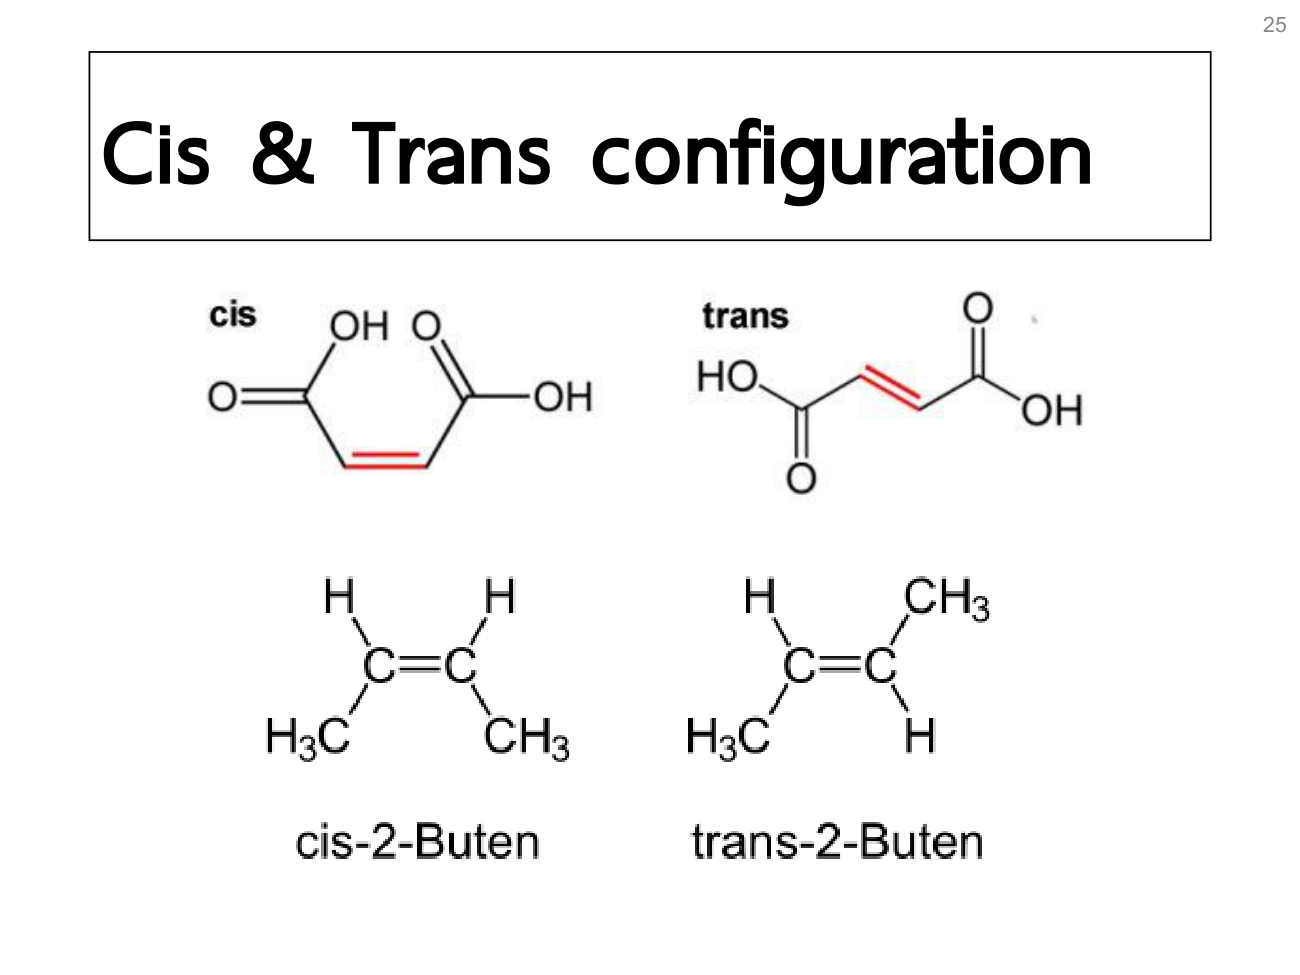 25
Cis & Trans configuration
cis
OH O
O
OH
trans
O
HO
OH
O
H H
C=C
H₃C CH₃
cis-2-Buten
H CH₃
C=C
H₃C H
trans-2-Buten